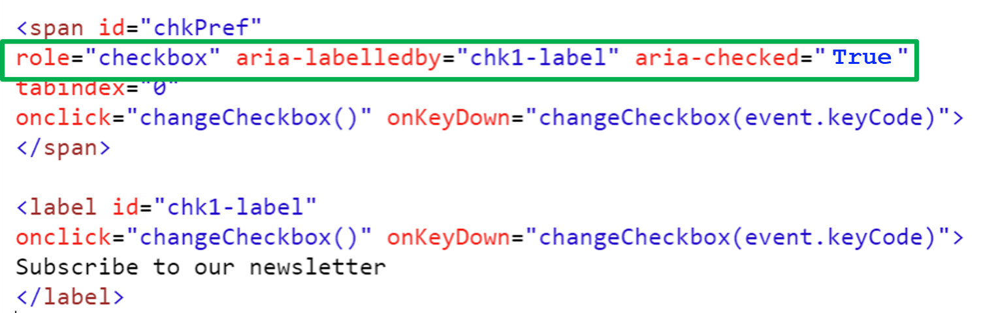 <span id="chkPref"
role="checkbox" aria-labelledby="chk1-label" aria-checked=" True "
tabindex="0"
onclick="changeCheckbox()" onKeyDown="changeCheckbox(event.keyCode)">
</span>
<label id="chk1-label"
onclick="changeCheckbox()" onKeyDown="changeCheckbox(event.keyCode)">
Subscribe to our newsletter
</label>